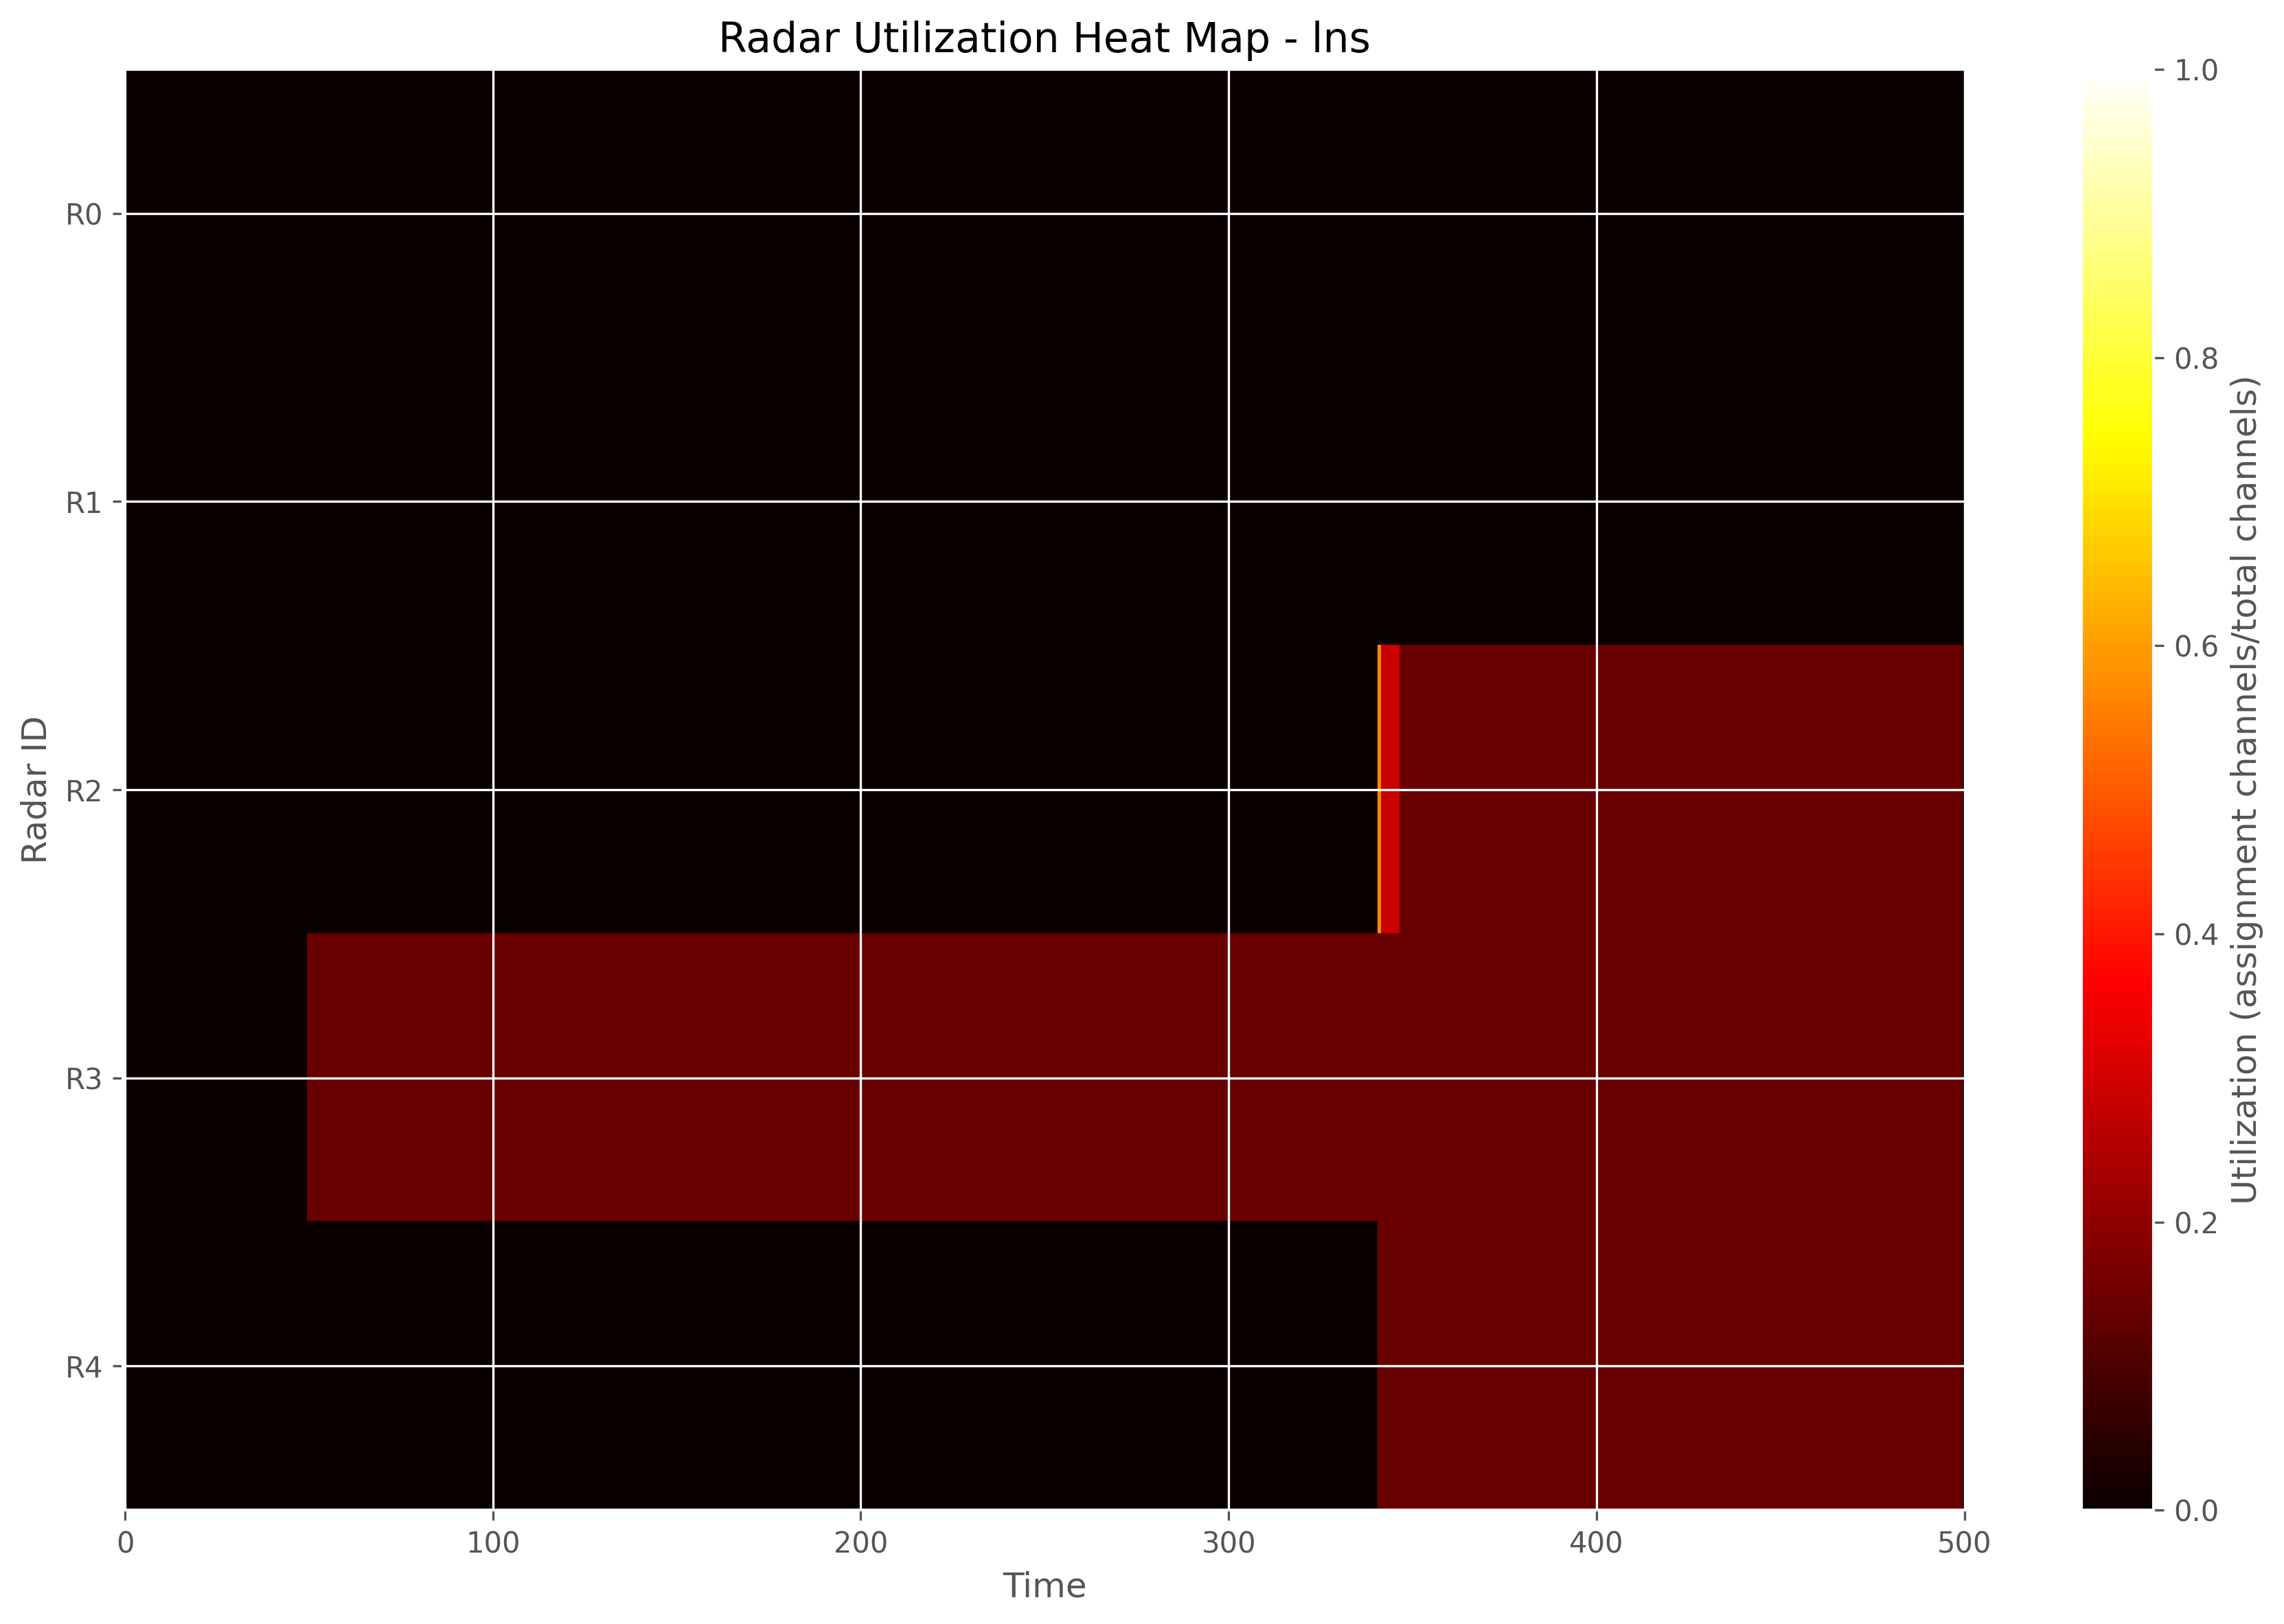 Radar Utilization Heat Map - lns
R0
R1
R2
R3
R4
Radar ID
0 100 200 300 400 500
Time
1.0
0.8
0.6
0.4
0.2
0.0
Utilization (assignment channels/total channels)